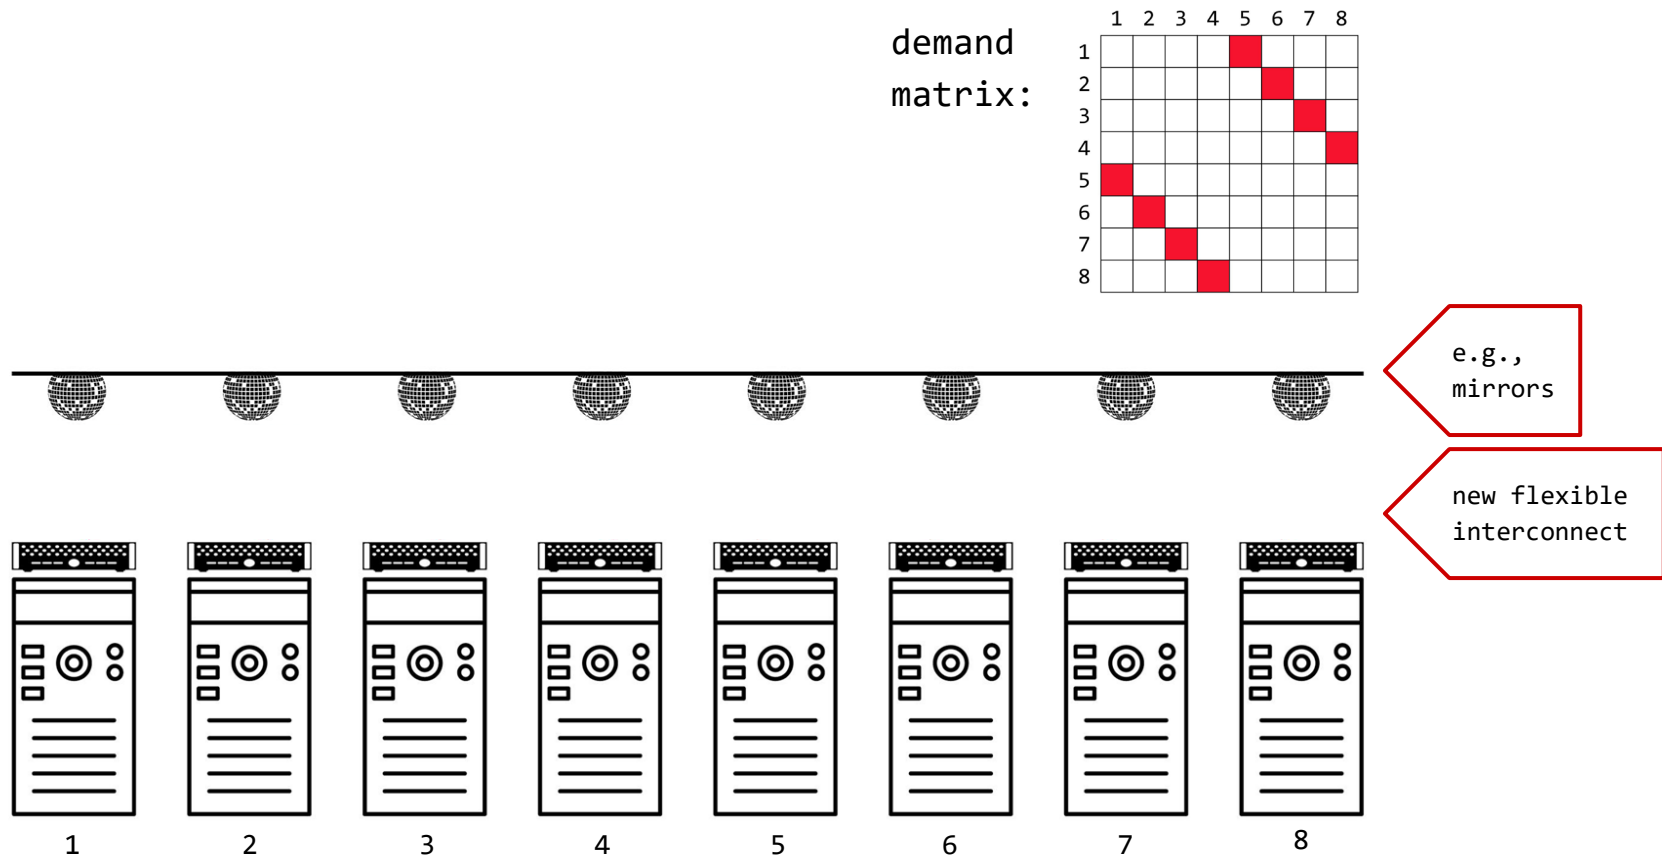 demand
matrix:
1 2 3 4 5 6 7 8
1
2
3
4
5
6
7
8
e.g.,
mirrors
new flexible
interconnect
1 2 3 4 5 6 7 8